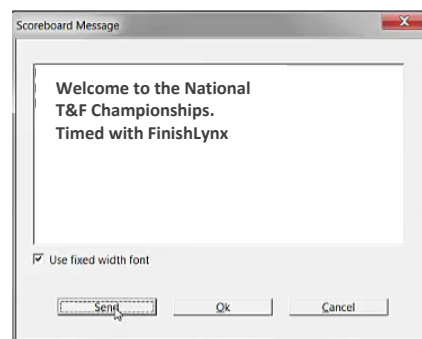 Scoreboard Message
X
Welcome to the National
T&F Championships.
Timed with FinishLynx
Use fixed width font
Send
Ok
Cancel